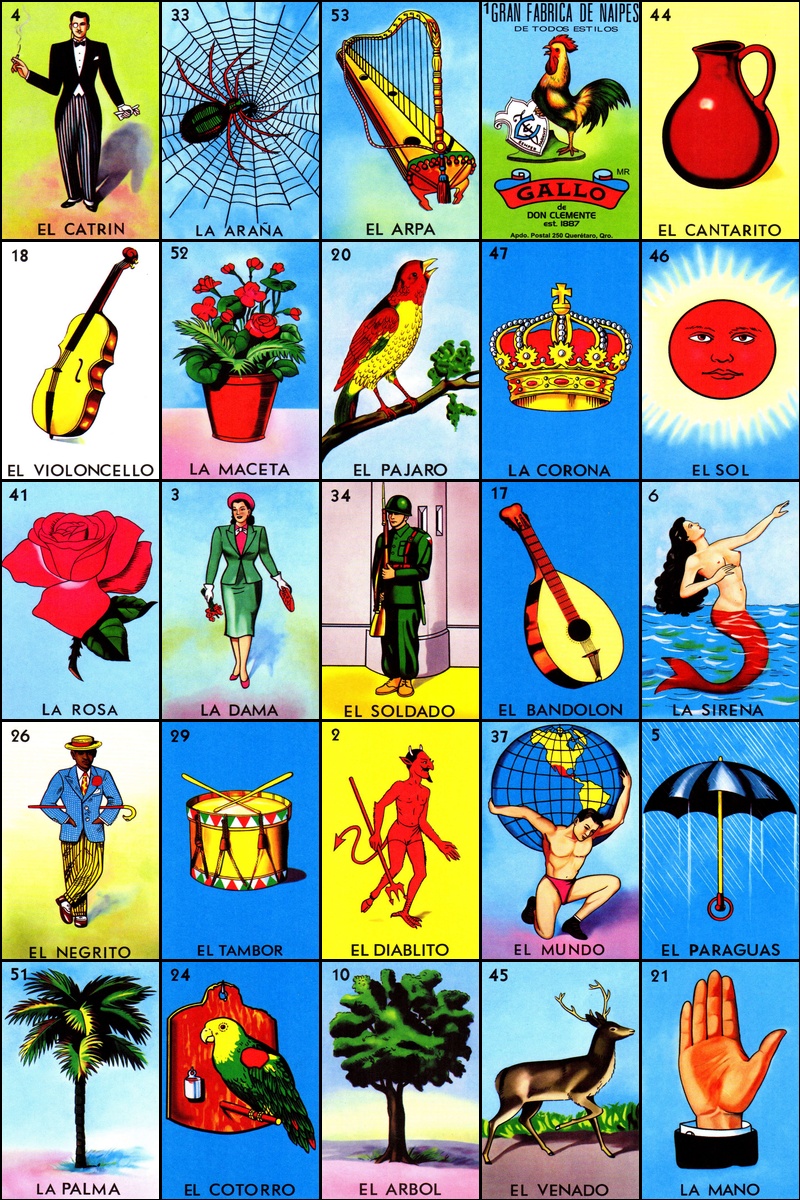 4
EL CATRIN
33
LA ARAÑA
53
EL ARPA
1
GRAN FABRICA DE NAIPES
DE TODOS ESTILOS
MR
GALLO
de
DON CLEMENTE
est. 1887
Apdo. Postal 250 Querétaro, Qro.
44
EL CANTARITO
18
EL VIOLONCELLO
52
LA MACETA
20
EL PAJARO
47
LA CORONA
46
EL SOL
41
LA ROSA
3
LA DAMA
34
EL SOLDADO
17
EL BANDOLON
6
LA SIRENA
26
EL NEGRITO
29
EL TAMBOR
2
EL DIABLITO
37
EL MUNDO
5
EL PARAGUAS
51
LA PALMA
24
EL COTORRO
10
EL ARBOL
45
EL VENADO
21
LA MANO